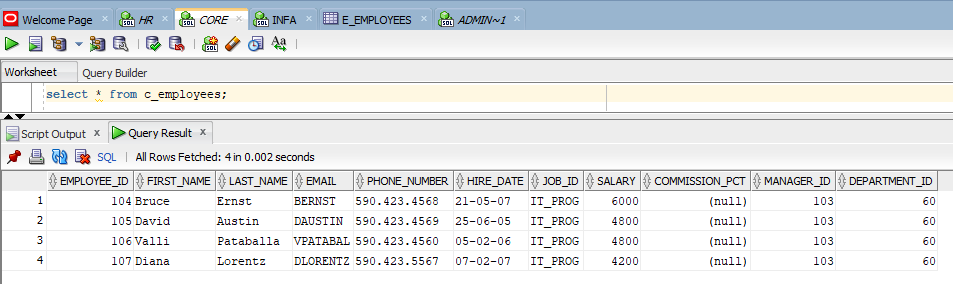 Welcome Page HR CORE INFA E_EMPLOYEES ADMIN~1
Aa
Worksheet Query Builder
select * from c_employees;
Script Output x Query Result x
SQL | All Rows Fetched: 4 in 0.002 seconds
EMPLOYEE_ID FIRST_NAME LAST_NAME EMAIL PHONE_NUMBER HIRE_DATE JOB_ID SALARY COMMISSION_PCT MANAGER_ID DEPARTMENT_ID
1 104 Bruce Ernst BERNST 590.423.4568 21-05-07 IT_PROG 6000 (null) 103 60
2 105 David Austin DAUSTIN 590.423.4569 25-06-05 IT_PROG 4800 (null) 103 60
3 106 Valli Pataballa VPATABAL 590.423.4560 05-02-06 IT_PROG 4800 (null) 103 60
4 107 Diana Lorentz DLORENTZ 590.423.5567 07-02-07 IT_PROG 4200 (null) 103 60